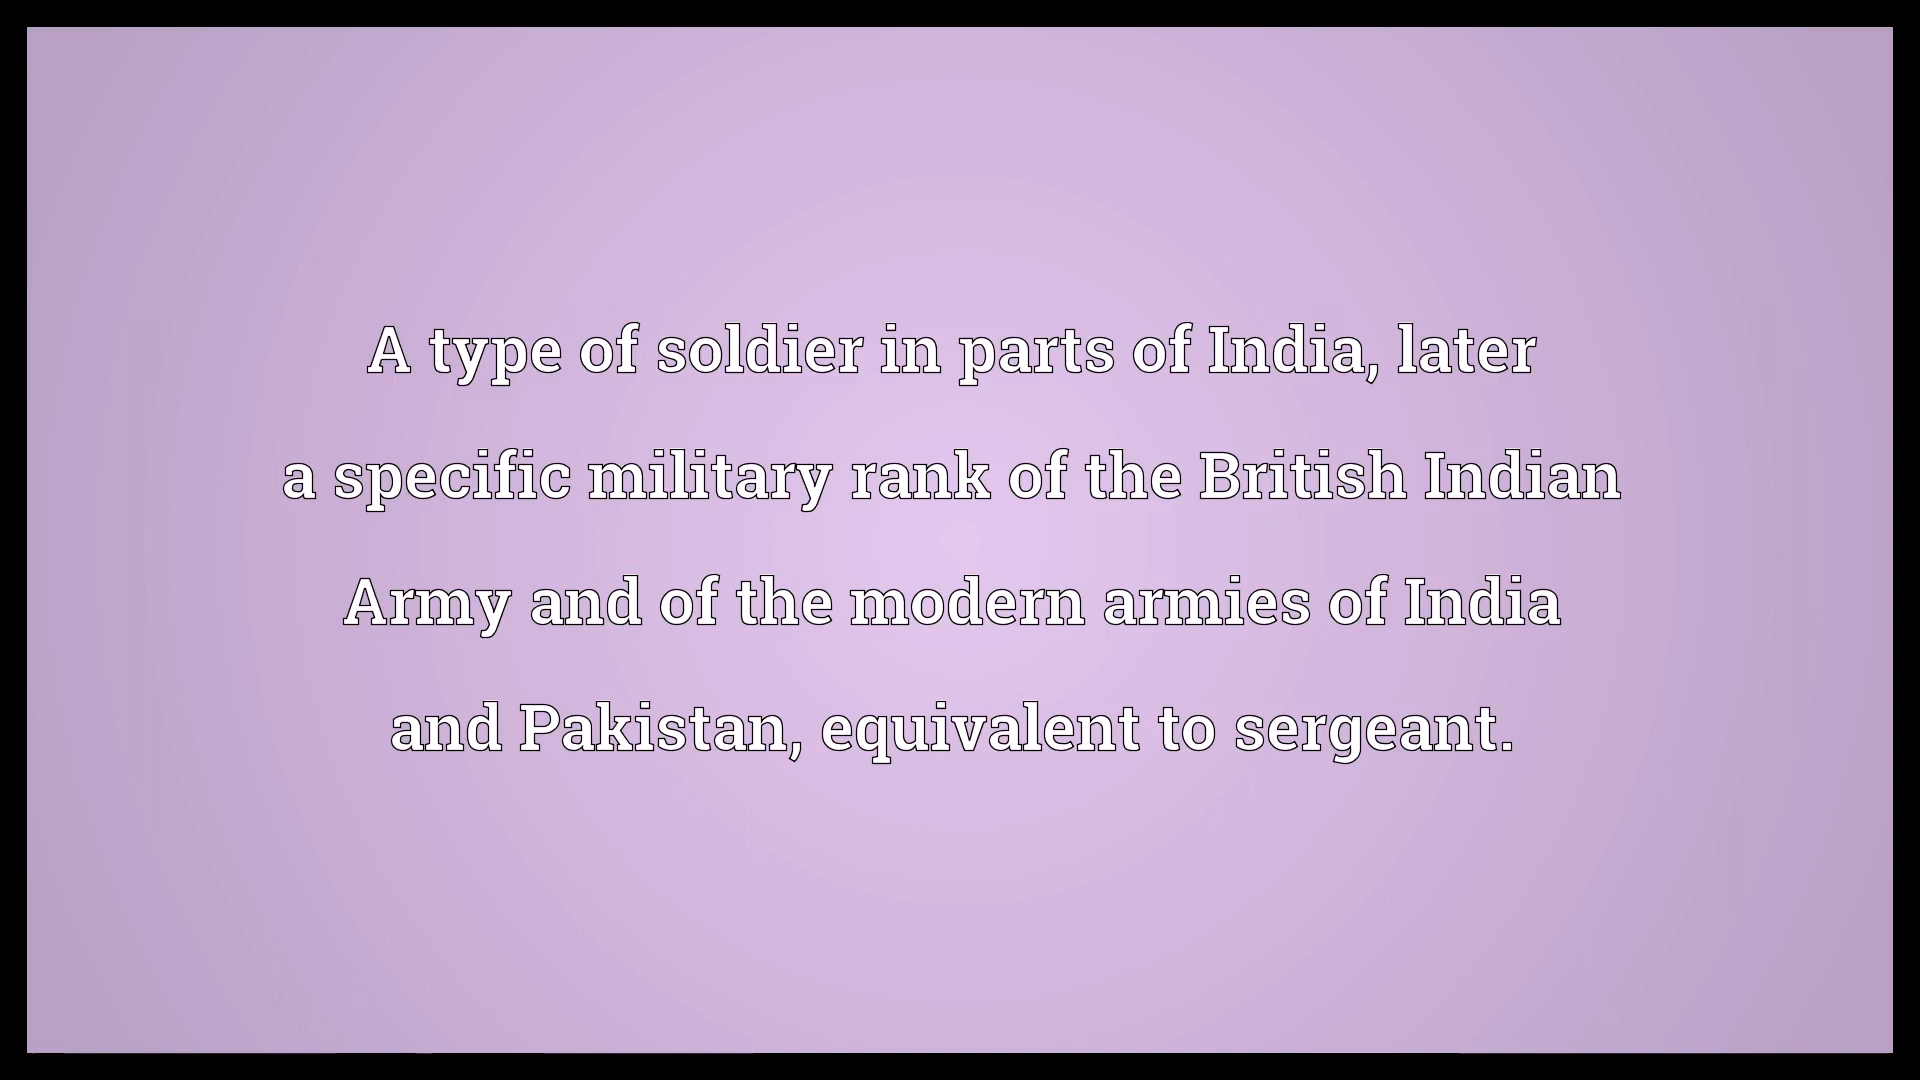 A type of soldier in parts of India, later
a specific military rank of the British Indian
Army and of the modern armies of India
and Pakistan, equivalent to sergeant.